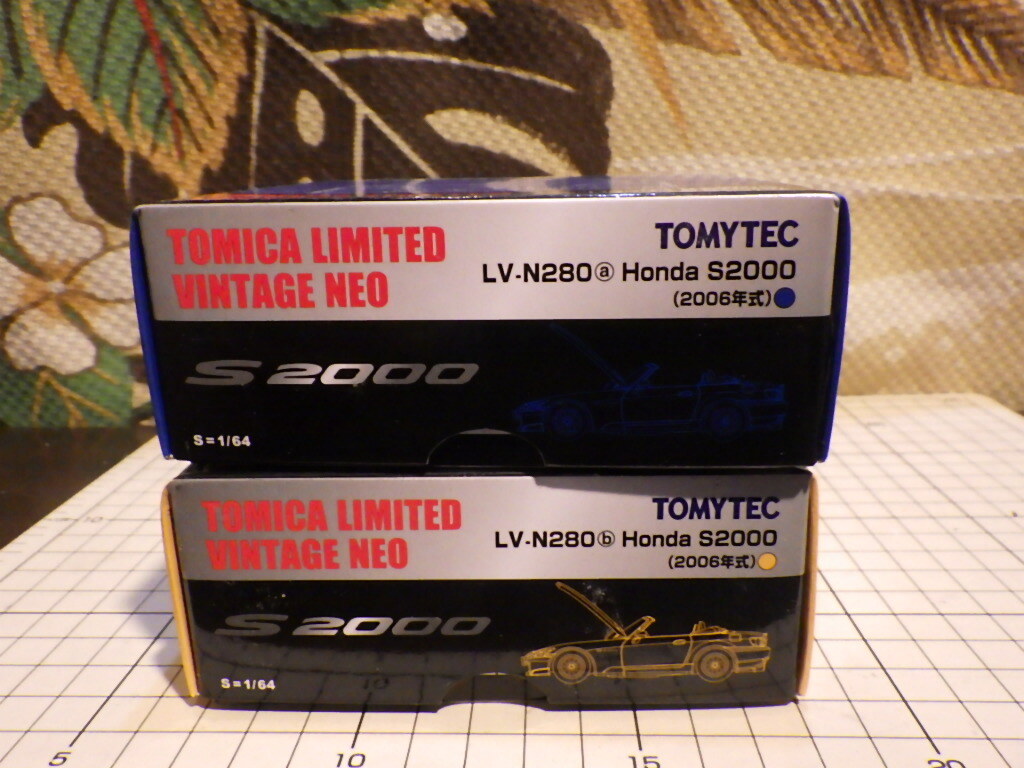 TOMICA LIMITED
VINTAGE NEO
TOMYTEC
LV-N280ⓐ Honda S2000
(2006年式)
S2000
S=1/64
TOMICA LIMITED
VINTAGE NEO
TOMYTEC
LV-N280ⓑ Honda S2000
(2006年式)
S2000
S=1/64
10
5
10
15
20